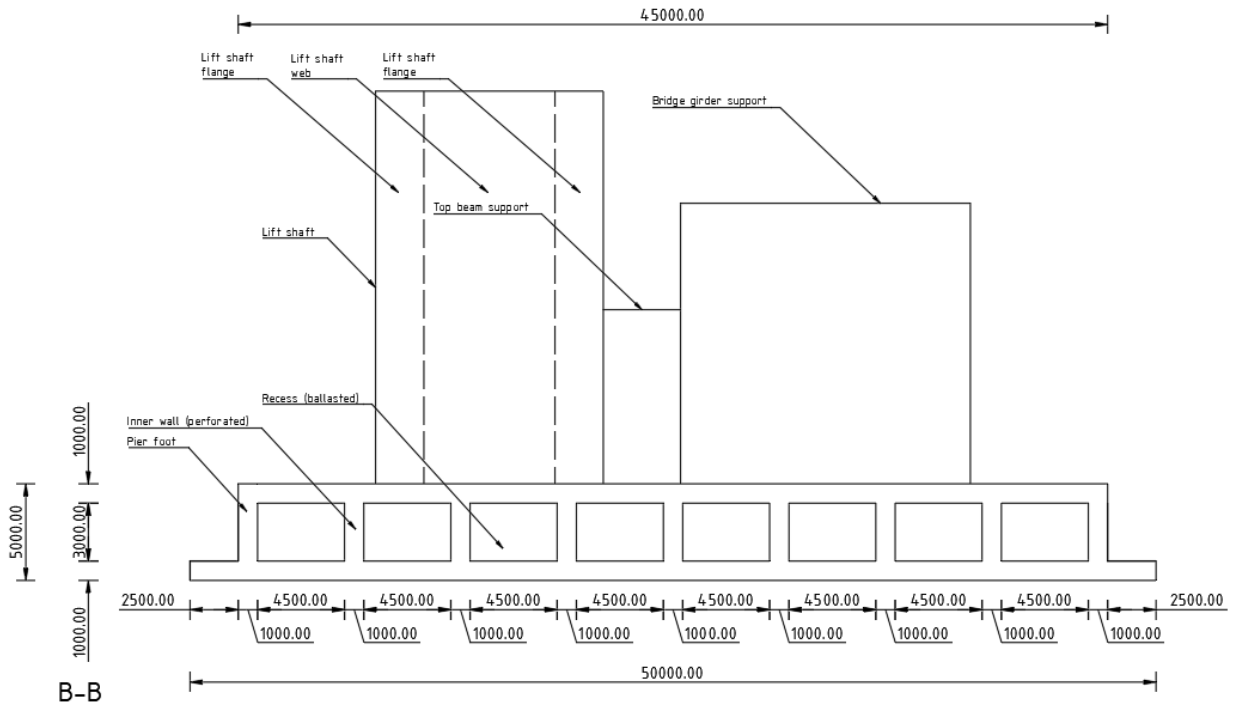 45000.00
Lift shaft
flange
Lift shaft
web
Lift shaft
flange
Bridge girder support
Top beam support
Lift shaft
Recess (ballasted)
Inner wall (perforated)
Pier foot
1000.00
5000.00
3000.00
1000.00
2500.00
4500.00
4500.00
4500.00
4500.00
4500.00
4500.00
4500.00
4500.00
2500.00
1000.00
1000.00
1000.00
1000.00
1000.00
1000.00
1000.00
1000.00
1000.00
50000.00
B-B